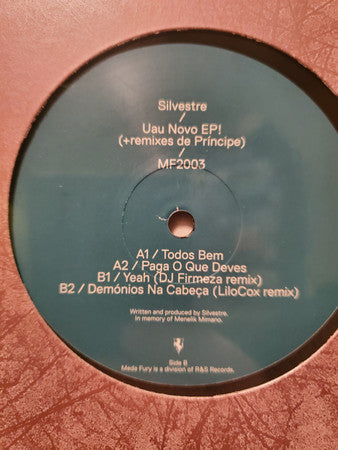 Silvestre
/
Uau Novo EP!
(+remixes de Príncipe)
/
MF2003
A1 / Todos Bem
A2 / Paga O Que Deves
B1 / Yeah (DJ Firmeza remix)
B2 / Demónios Na Cabeça (LiloCox remix)
Written and produced by Silvestre,
in memory of Menelik Mimano.
Side B
Made Fury is a division of R&S Records.